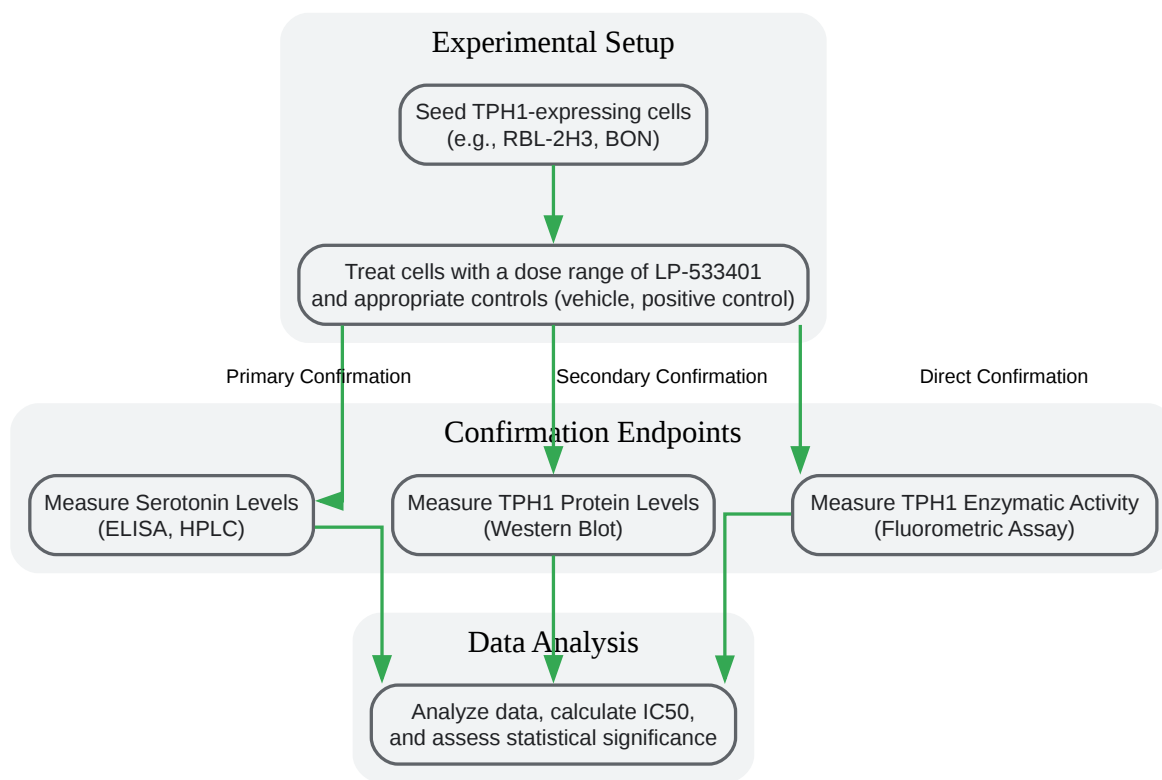 Experimental Setup
Seed TPH1-expressing cells
(e.g., RBL-2H3, BON)
Treat cells with a dose range of LP-533401
and appropriate controls (vehicle, positive control)
Primary Confirmation
Secondary Confirmation
Direct Confirmation
Confirmation Endpoints
Measure Serotonin Levels
(ELISA, HPLC)
Measure TPH1 Protein Levels
(Western Blot)
Measure TPH1 Enzymatic Activity
(Fluorometric Assay)
Data Analysis
Analyze data, calculate IC50,
and assess statistical significance